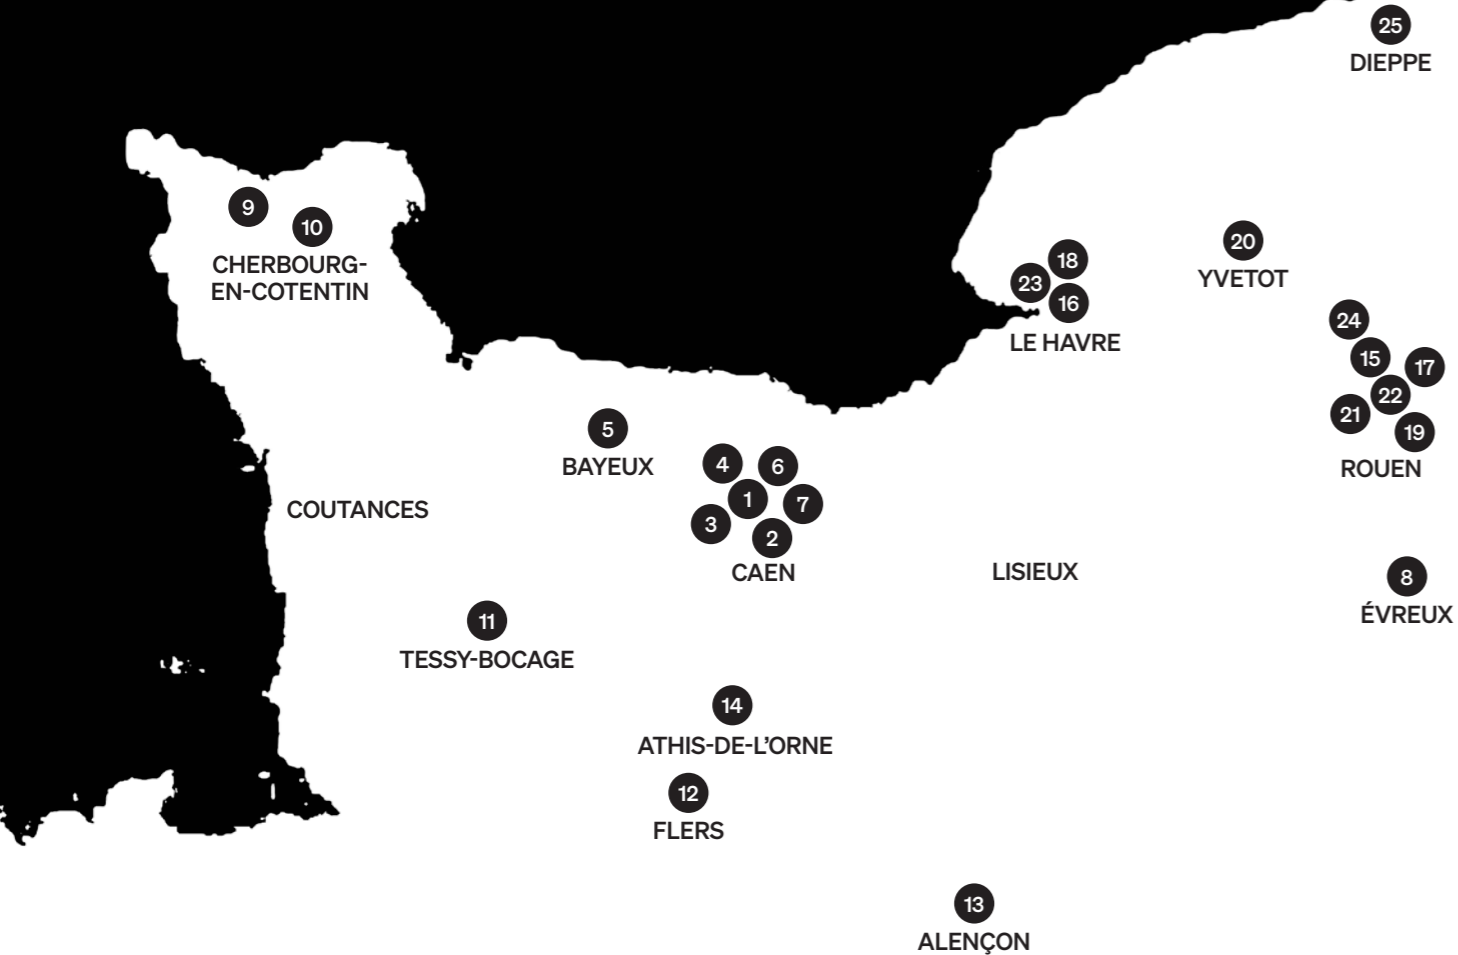 25
DIEPPE
9
10
CHERBOURG-
EN-COTENTIN
18
23
16
LE HAVRE
20
YVETOT
24
15
17
22
21
19
ROUEN
5
BAYEUX
4
6
1
7
3
2
CAEN
COUTANCES
LISIEUX
8
ÉVREUX
11
TESSY-BOCAGE
14
ATHIS-DE-L’ORNE
12
FLERS
13
ALENÇON